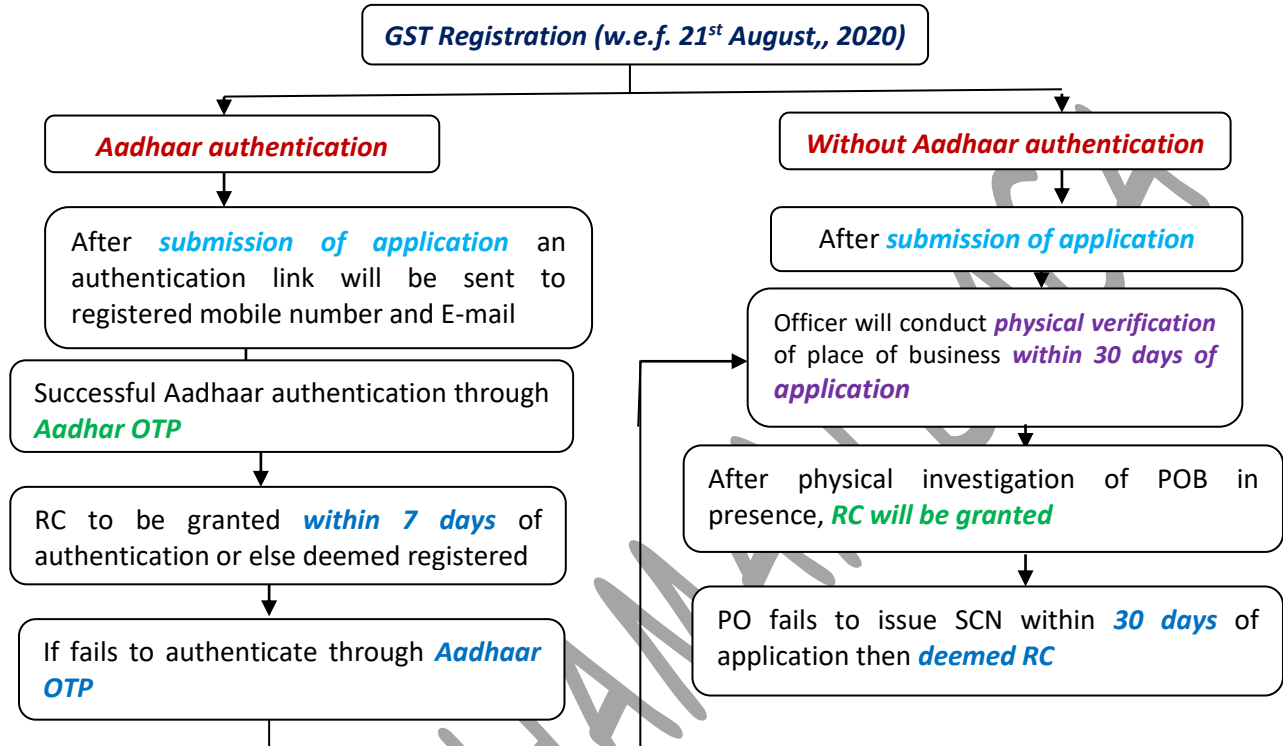 GST Registration (w.e.f. 21st August,, 2020)
Aadhaar authentication
After submission of application an
authentication link will be sent to
registered mobile number and E-mail
Successful Aadhaar authentication through
Aadhar OTP
RC to be granted within 7 days of
authentication or else deemed registered
If fails to authenticate through Aadhaar
OTP
Without Aadhaar authentication
After submission of application
Officer will conduct physical verification
of place of business within 30 days of
application
After physical investigation of POB in
presence, RC will be granted
PO fails to issue SCN within 30 days of
application then deemed RC